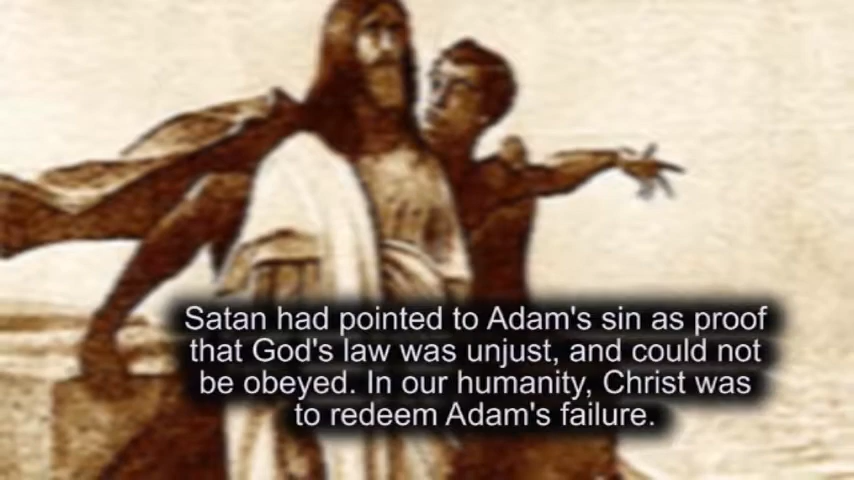 Satan had pointed to Adam's sin as proof
that God's law was unjust, and could not
be obeyed. In our humanity, Christ was
to redeem Adam's failure.